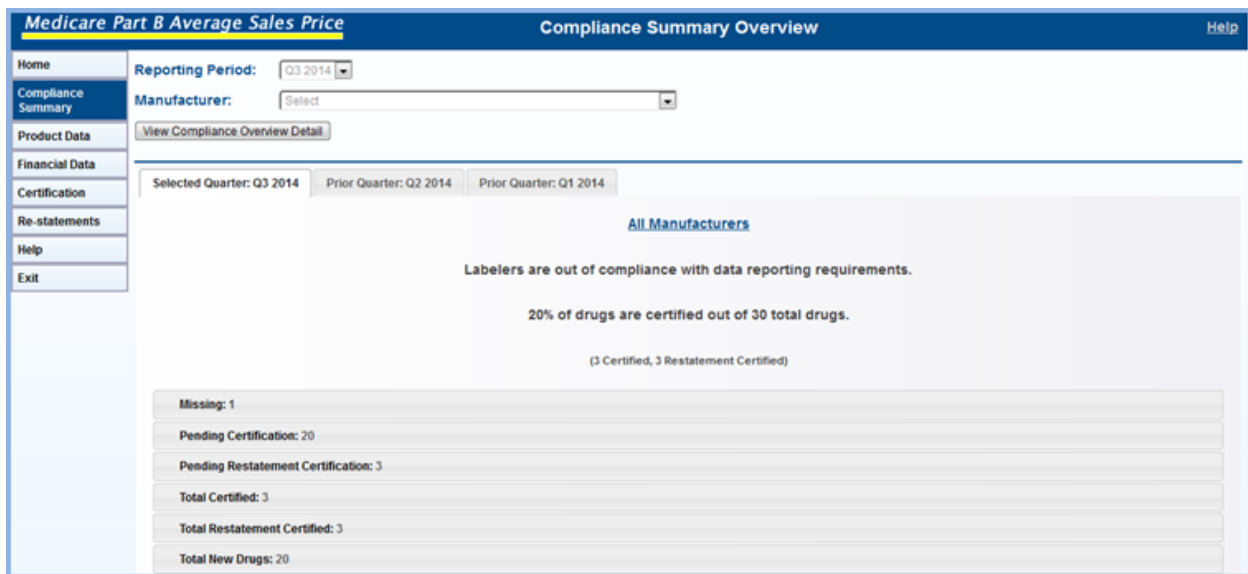 Medicare Part B Average Sales Price
Compliance Summary Overview
Help
Home
Compliance
Summary
Product Data
Financial Data
Certification
Re-statements
Help
Exit
Reporting Period: Q3 2014
Manufacturer: Select
View Compliance Overview Detail
Selected Quarter: Q3 2014 Prior Quarter: Q2 2014 Prior Quarter: Q1 2014
All Manufacturers
Labelers are out of compliance with data reporting requirements.
20% of drugs are certified out of 30 total drugs.
(3 Certified, 3 Restatement Certified)
Missing: 1
Pending Certification: 20
Pending Restatement Certification: 3
Total Certified: 3
Total Restatement Certified: 3
Total New Drugs: 20